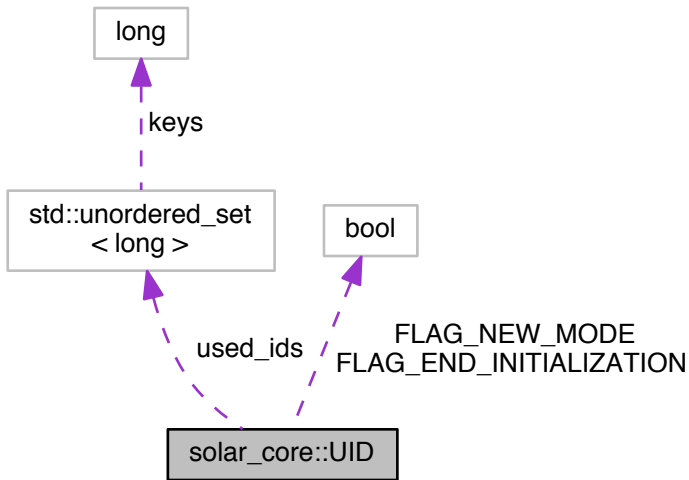 long
keys
std::unordered_set
< long >
bool
used_ids
FLAG_NEW_MODE
FLAG_END_INITIALIZATION
solar_core::UID